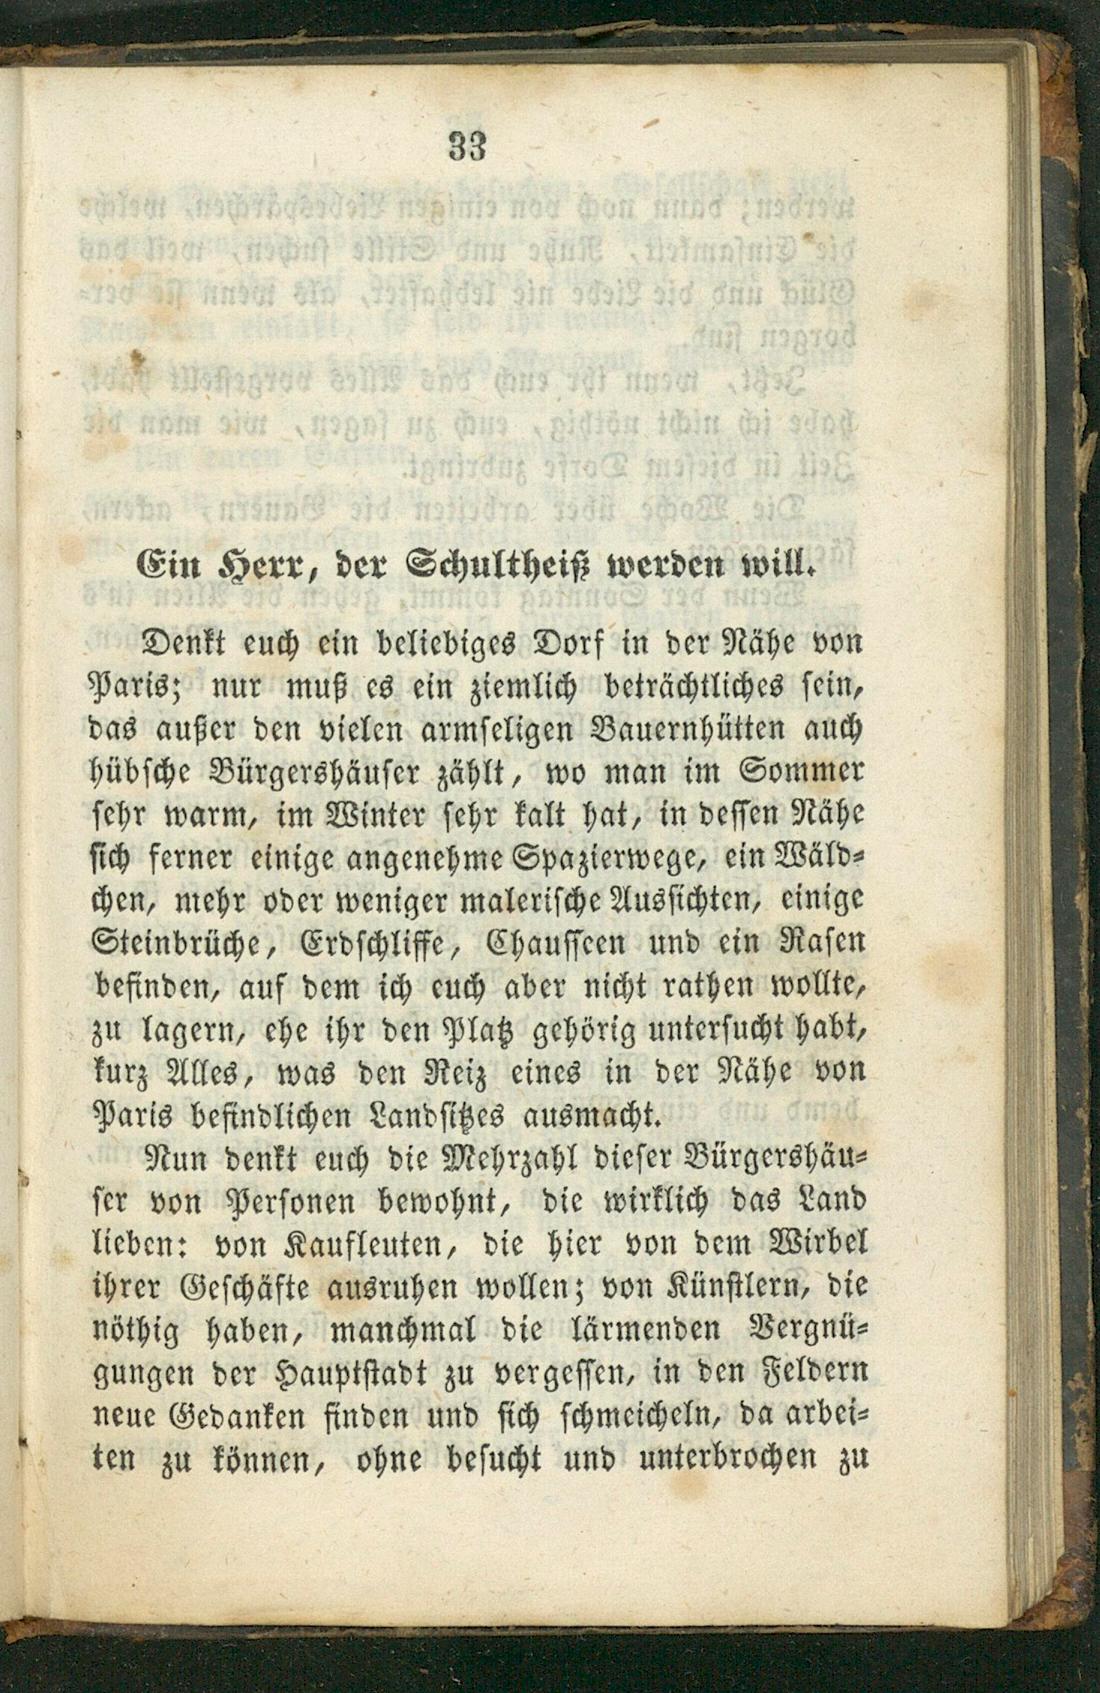 33
Ein Herr, der Schultheiß werden will.
Denkt euch ein beliebiges Dorf in der Nähe von
Paris; nur muß es ein ziemlich beträchtliches sein,
das außer den vielen armseligen Bauernhütten auch
hübsche Bürgershäuser zählt, wo man im Sommer
sehr warm, im Winter sehr kalt hat, in dessen Nähe
sich ferner einige angenehme Spazierwege, ein Wäld-
chen, mehr oder weniger malerische Aussichten, einige
Steinbrüche, Erdschliffe, Chausseen und ein Rasen
befinden, auf dem ich euch aber nicht rathen wollte,
zu lagern, ehe ihr den Platz gehörig untersucht habt,
kurz Alles, was den Reiz eines in der Nähe von
Paris befindlichen Landsitzes ausmacht.
Nun denkt euch die Mehrzahl dieser Bürgershäu-
ser von Personen bewohnt, die wirklich das Land
lieben: von Kaufleuten, die hier von dem Wirbel
ihrer Geschäfte ausruhen wollen; von Künstlern, die
nöthig haben, manchmal die lärmenden Vergnü-
gungen der Hauptstadt zu vergessen, in den Feldern
neue Gedanken finden und sich schmeicheln, da arbei-
ten zu können, ohne besucht und unterbrochen zu